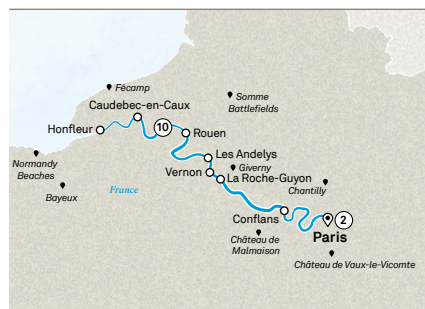 Fécamp
Somme
Battlefields
Caudebec-en-Caux
10
Honfleur
Rouen
Les Andelys
Normandy
Beaches
Giverny
Vernon
La Roche-Guyon
Chantilly
Bayeux
France
Conflans
2
Paris
Château de
Malmaison
Château de Vaux-le-Vicomte